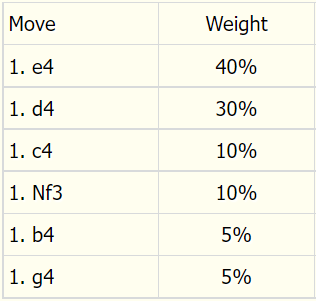 Move Weight
1. e4 40%
1. d4 30%
1. c4 10%
1. Nf3 10%
1. b4 5%
1. g4 5%